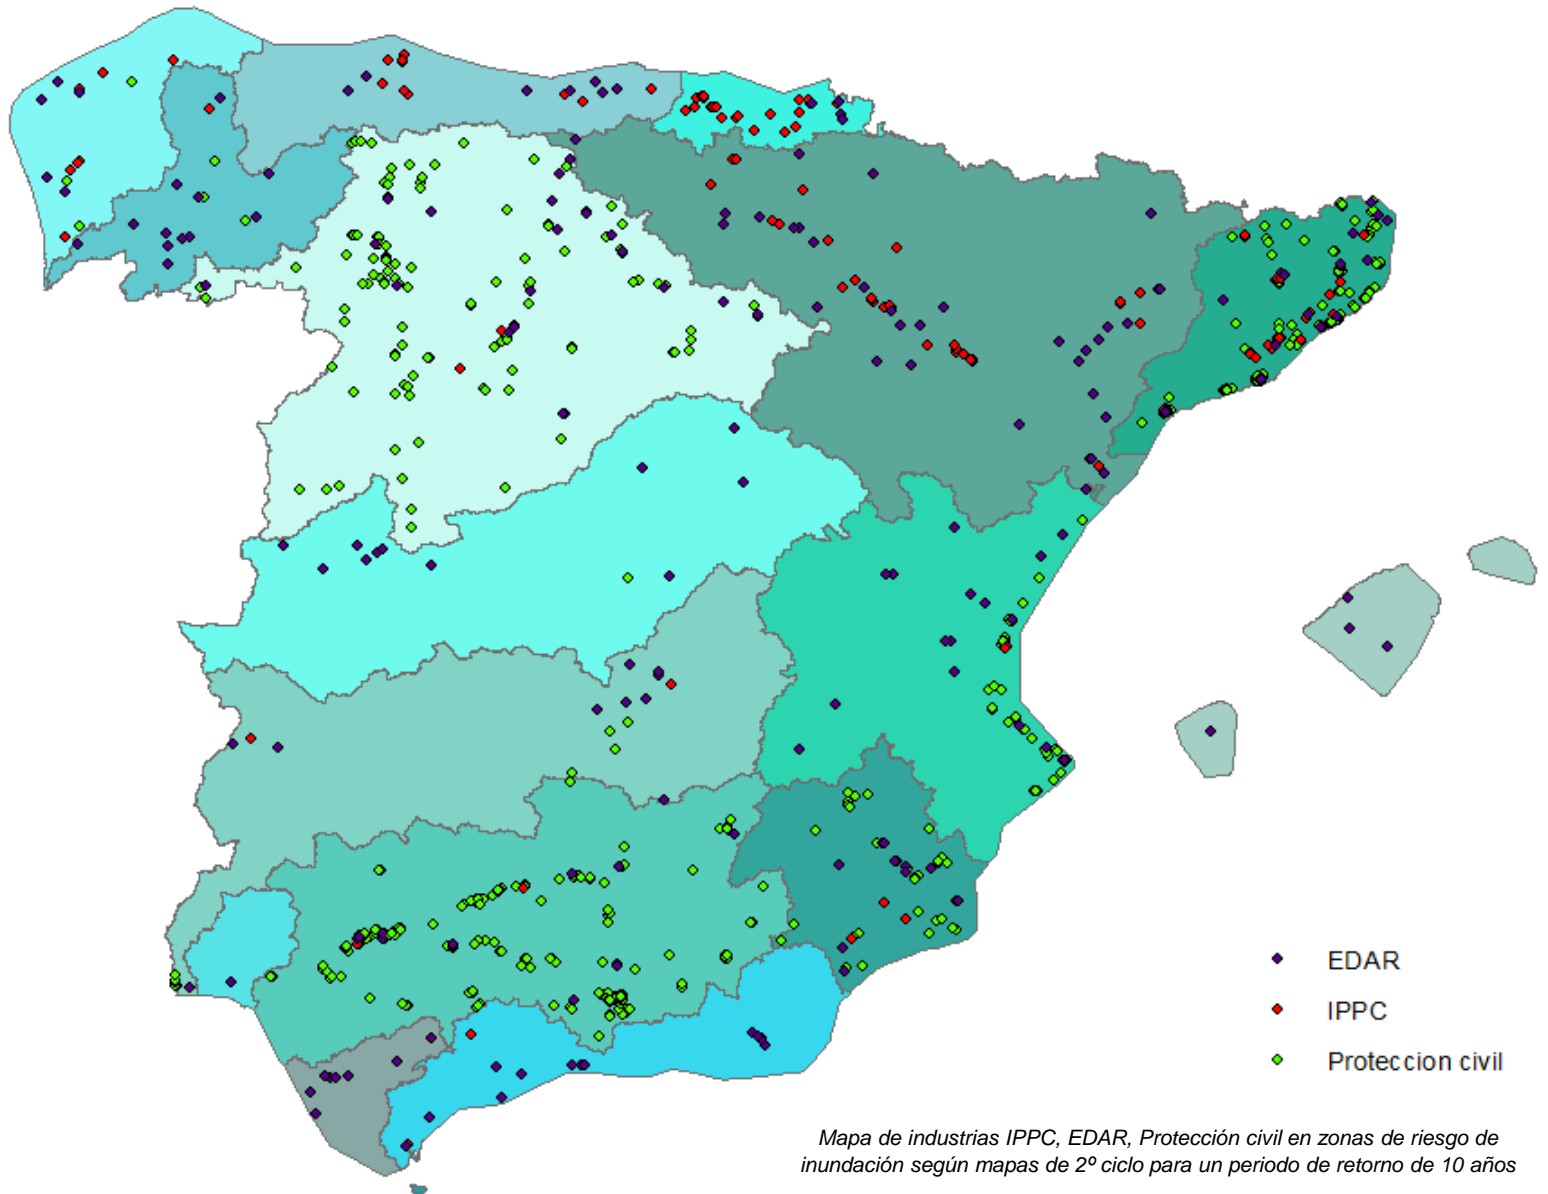 EDAR
IPPC
Proteccion civil
Mapa de industrias IPPC, EDAR, Protección civil en zonas de riesgo de
inundación según mapas de 2º ciclo para un periodo de retorno de 10 años